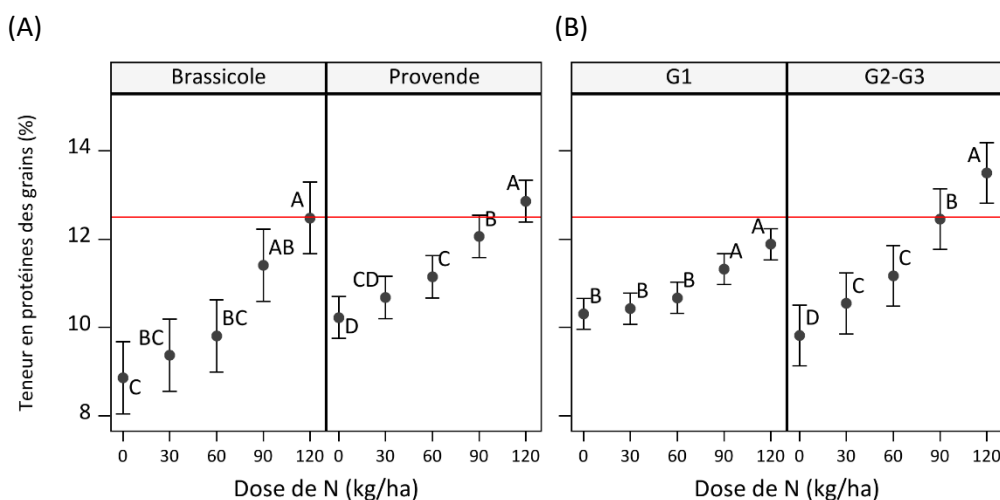 (A)
(B)
Brassicole
Provende
G1
G2-G3
Teneur en protéines des grains (%)
14
12
10
8
C
BC
BC
AB
A
D
CD
C
B
A
B
B
B
A
A
D
C
C
B
A
0 30 60 90 120 0 30 60 90 120
0 30 60 90 120 0 30 60 90 120
Dose de N (kg/ha)
Dose de N (kg/ha)